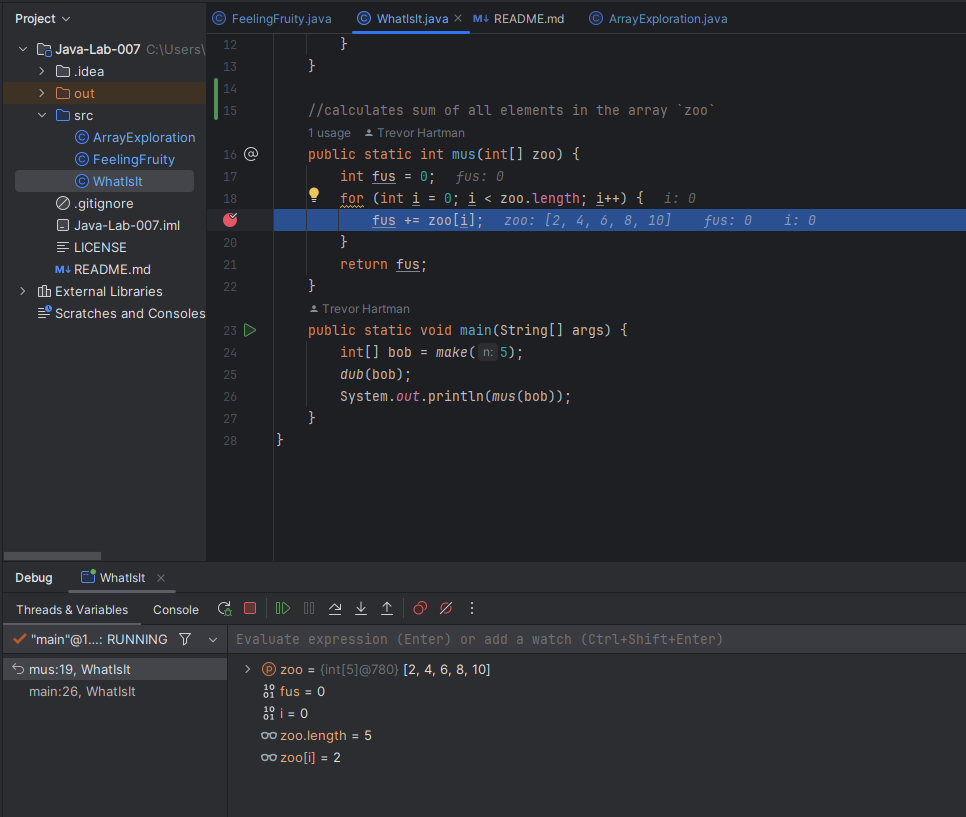 Project
FeelingFruity.java
WhatIsIt.java
M↓ README.md
ArrayExploration.java
Java-Lab-007 C:\Users\
.idea
out
src
ArrayExploration
FeelingFruity
WhatIsIt
.gitignore
Java-Lab-007.iml
LICENSE
M↓ README.md
External Libraries
Scratches and Consoles
12 }
13 }
14
15 //calculates sum of all elements in the array `zoo`
1 usage Trevor Hartman
16 @ public static int mus(int[] zoo) {
17 int fus = 0; fus: 0
18 for (int i = 0; i < zoo.length; i++) { i: 0
fus += zoo[i]; zoo: [2, 4, 6, 8, 10] fus: 0 i: 0
20 }
21 return fus;
22 }
Trevor Hartman
23 public static void main(String[] args) {
24 int[] bob = make( n: 5);
25 dub(bob);
26 System.out.println(mus(bob));
27 }
28 }
Debug WhatIsIt
Threads & Variables Console
"main"@1...: RUNNING
Evaluate expression (Enter) or add a watch (Ctrl+Shift+Enter)
mus:19, WhatIsIt
main:26, WhatIsIt
zoo = {int[5]@780} [2, 4, 6, 8, 10]
fus = 0
i = 0
zoo.length = 5
zoo[i] = 2